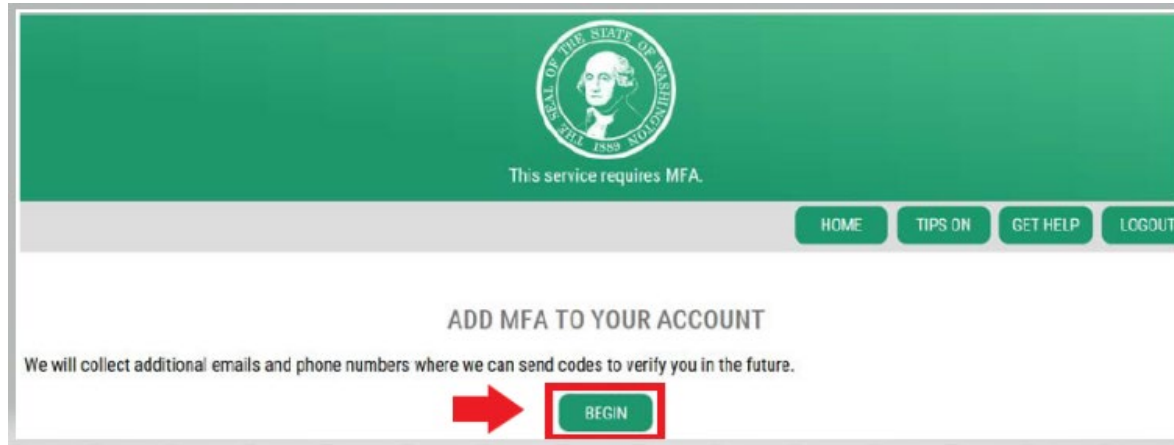 THE SEAL OF THE STATE OF WASHINGTON
1889
This service requires MFA.
HOME TIPS ON GET HELP LOGOUT
ADD MFA TO YOUR ACCOUNT
We will collect additional emails and phone numbers where we can send codes to verify you in the future.
BEGIN